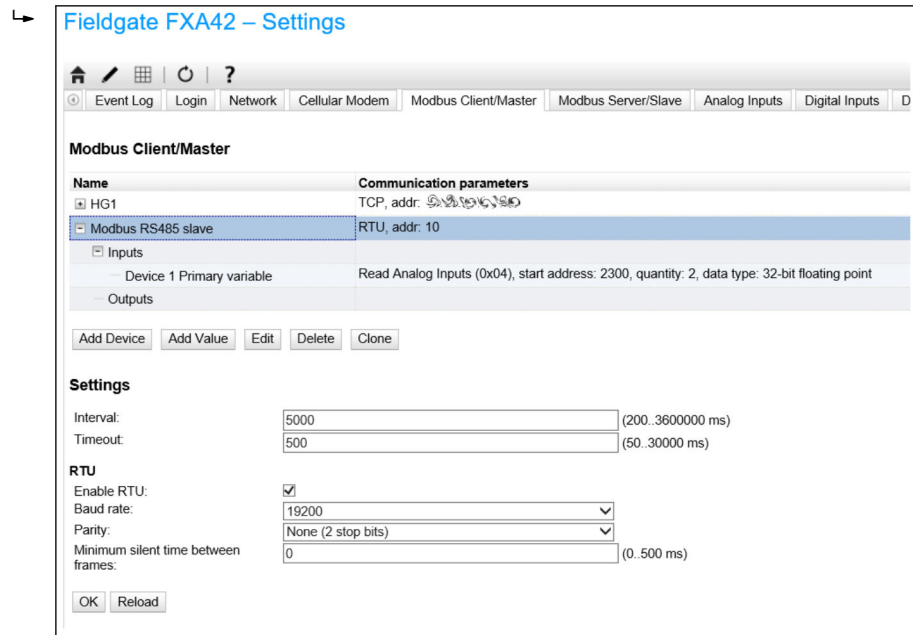 Fieldgate FXA42 – Settings
?
Event Log Login Network Cellular Modem Modbus Client/Master Modbus Server/Slave Analog Inputs Digital Inputs D
Modbus Client/Master
Name Communication parameters
HG1 TCP, addr:
Modbus RS485 slave RTU, addr: 10
Inputs
Device 1 Primary variable Read Analog Inputs (0x04), start address: 2300, quantity: 2, data type: 32-bit floating point
Outputs
Add Device Add Value Edit Delete Clone
Settings
Interval: 5000 (200..3600000 ms)
Timeout: 500 (50..30000 ms)
RTU
Enable RTU:
Baud rate: 19200
Parity: None (2 stop bits)
Minimum silent time between
frames: 0 (0..500 ms)
OK Reload